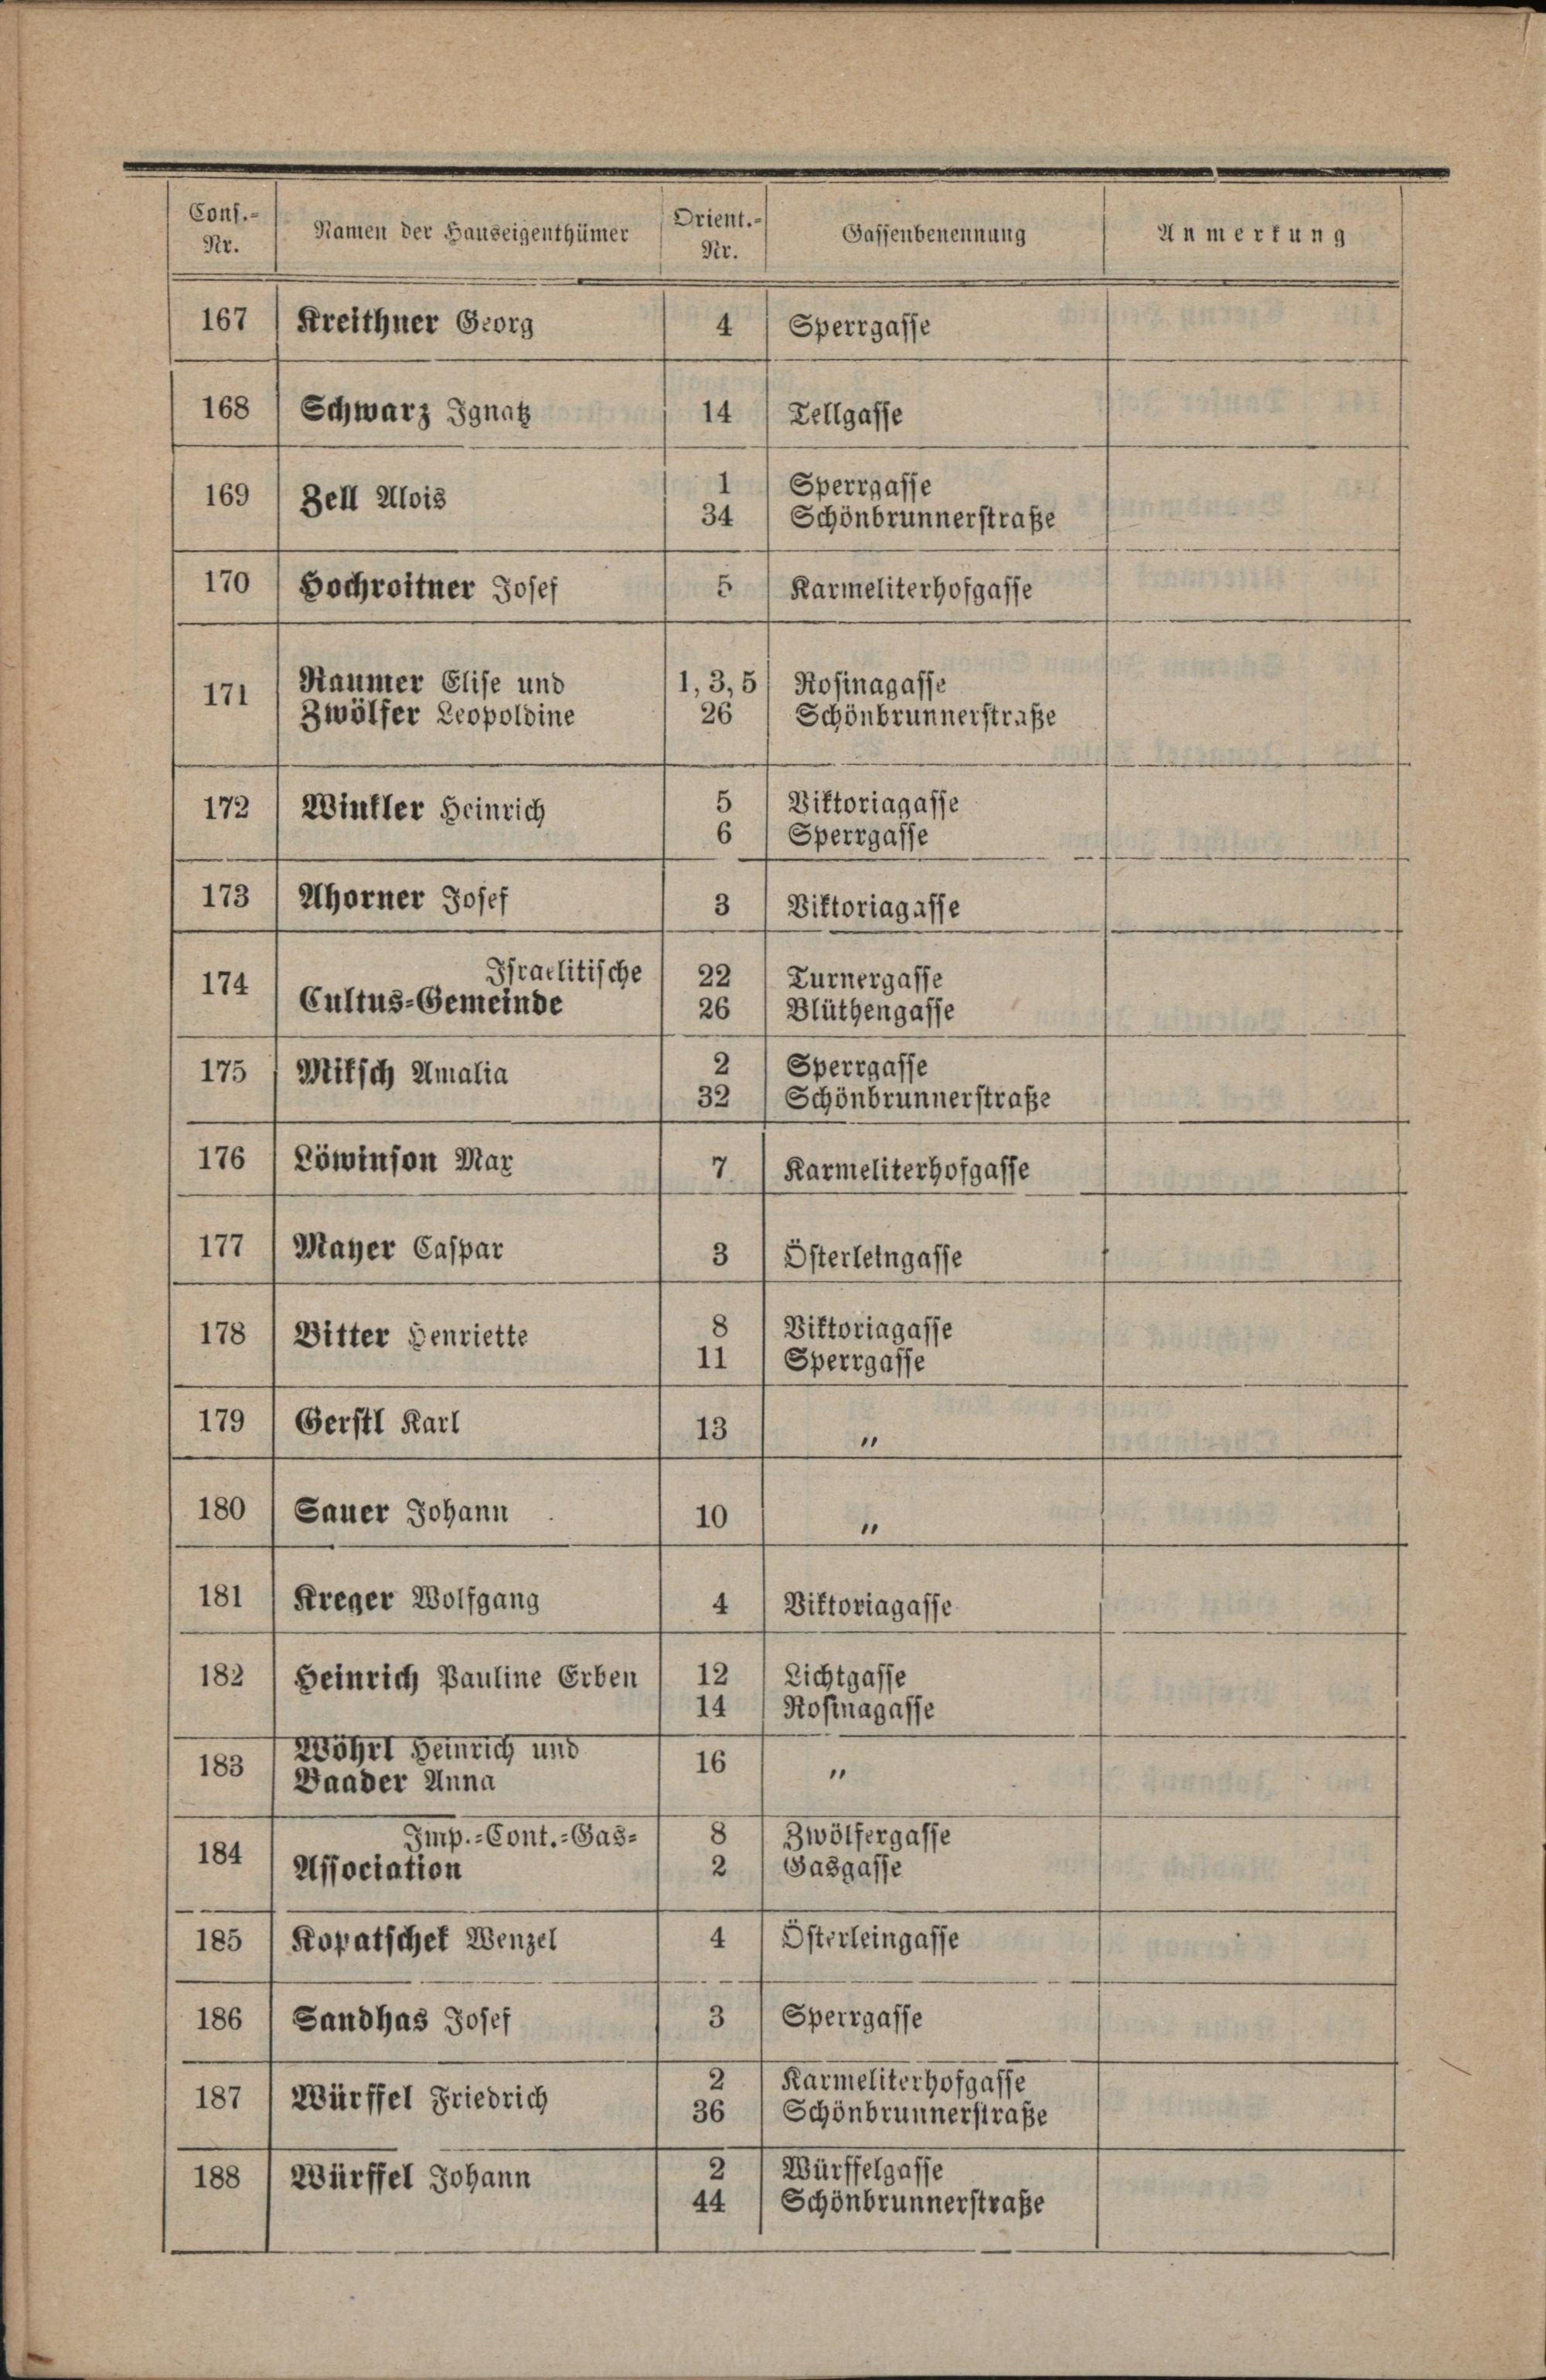 Cons.- Nr. | Namen der Hauseigenthümer | Orient.- Nr. | Gassenbenennung | Anmerkung
167 Kreithner Georg 4 Sperrgasse
168 Schwarz Ignatz 14 Tellgasse
169 Zell Alois 1 Sperrgasse
34 Schönbrunnerstraße
170 Hochroitner Josef 5 Karmeliterhofgasse
171 Raumer Elise und 1, 3, 5 Rosinagasse
Zwölfer Leopoldine 26 Schönbrunnerstraße
172 Winkler Heinrich 5 Viktoriagasse
6 Sperrgasse
173 Ahorner Josef 3 Viktoriagasse
174 Israelitische 22 Turnergasse
Cultus-Gemeinde 26 Blüthengasse
175 Miksch Amalia 2 Sperrgasse
32 Schönbrunnerstraße
176 Löwinson Max 7 Karmeliterhofgasse
177 Mayer Caspar 3 Österleingasse
178 Bitter Henriette 8 Viktoriagasse
11 Sperrgasse
179 Gerstl Karl 13 "
180 Sauer Johann 10 "
181 Kreger Wolfgang 4 Viktoriagasse
182 Heinrich Pauline Erben 12 Lichtgasse
14 Rosinagasse
183 Wöhrl Heinrich und 16 "
Baader Anna
184 Imp.-Cont.-Gas- 8 Zwölfergasse
Association 2 Gasgasse
185 Kopatschek Wenzel 4 Österleingasse
186 Sandhas Josef 3 Sperrgasse
187 Würffel Friedrich 2 Karmeliterhofgasse
36 Schönbrunnerstraße
188 Würffel Johann 2 Würffelgasse
44 Schönbrunnerstraße